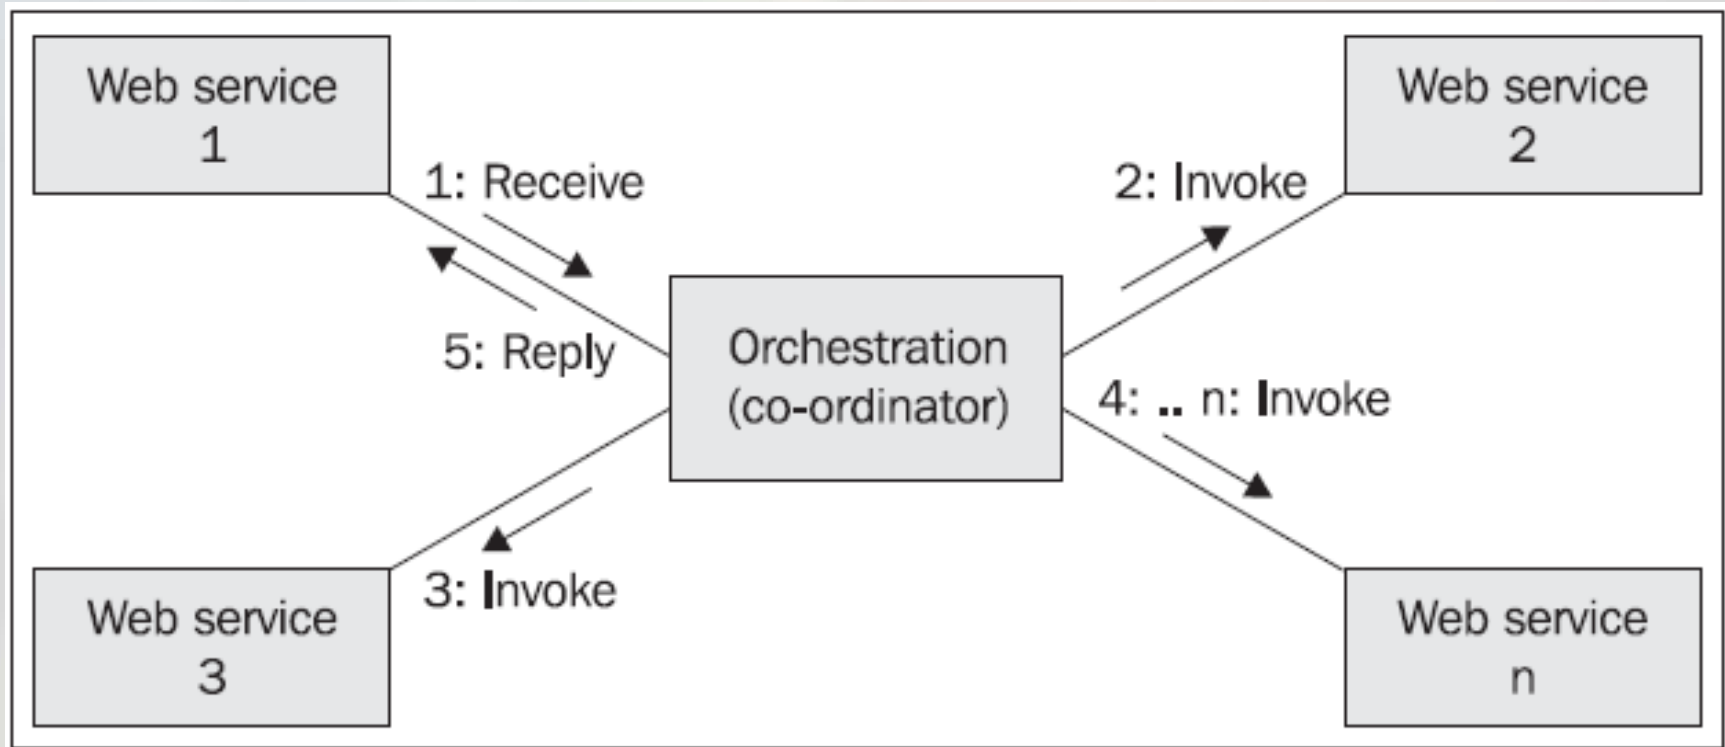 Web service
1
Web service
2
1: Receive
2: Invoke
5: Reply
Orchestration
(co-ordinator)
4: .. n: Invoke
3: Invoke
Web service
3
Web service
n